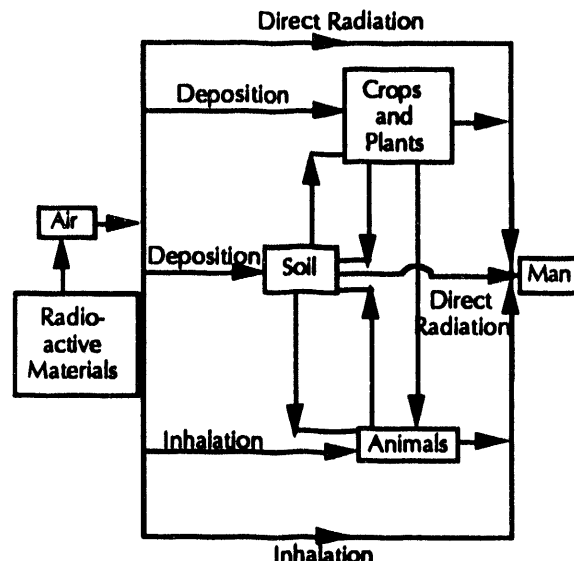 Direct Radiation
Deposition
Crops
and
Plants
Air
Deposition
Soil
Man
Direct
Radiation
Radio-
active
Materials
Inhalation
Animals
Inhalation